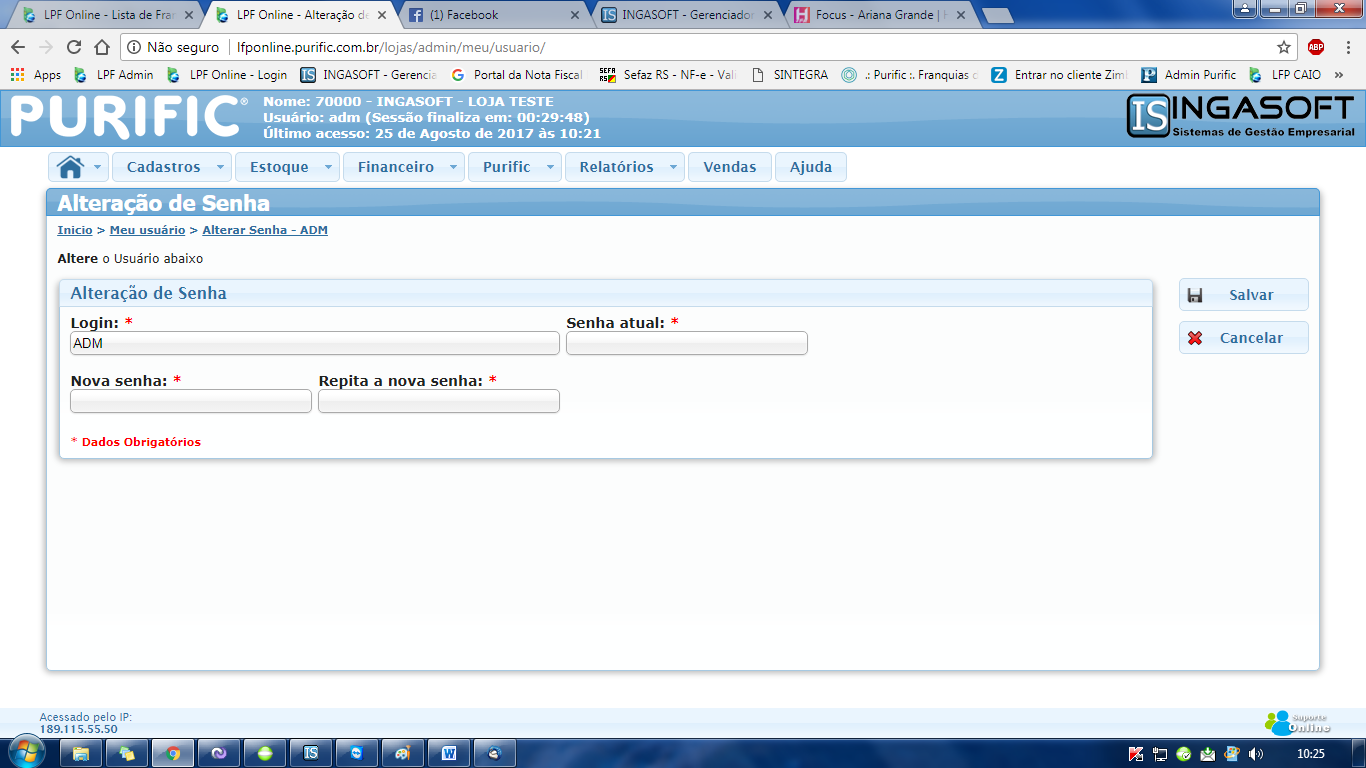 LPF Online - Lista de Fran
LPF Online - Alteração de
(1) Facebook
INGASOFT - Gerenciador
Focus - Ariana Grande |
Não seguro | lfponline.purific.com.br/lojas/admin/meu/usuario/
ABP
Apps
LPF Admin
LPF Online - Login
INGASOFT - Gerencia
Portal da Nota Fiscal
Sefaz RS - NF-e - Vali
SINTEGRA
.: Purific :. Franquias
Entrar no cliente Zim
Admin Purific
LFP CAIO
»
PURIFIC®
Nome: 70000 - INGASOFT - LOJA TESTE
Usuário: adm (Sessão finaliza em: 00:29:48)
Último acesso: 25 de Agosto de 2017 às 10:21
IS INGASOFT
Sistemas de Gestão Empresarial
Cadastros
Estoque
Financeiro
Purific
Relatórios
Vendas
Ajuda
Alteração de Senha
Inicio > Meu usuário > Alterar Senha - ADM
Altere o Usuário abaixo
Alteração de Senha
Salvar
Cancelar
Login: *
Senha atual: *
ADM
Nova senha: *
Repita a nova senha: *
* Dados Obrigatórios
Acessado pelo IP:
189.115.55.50
Suporte
Online
10:25